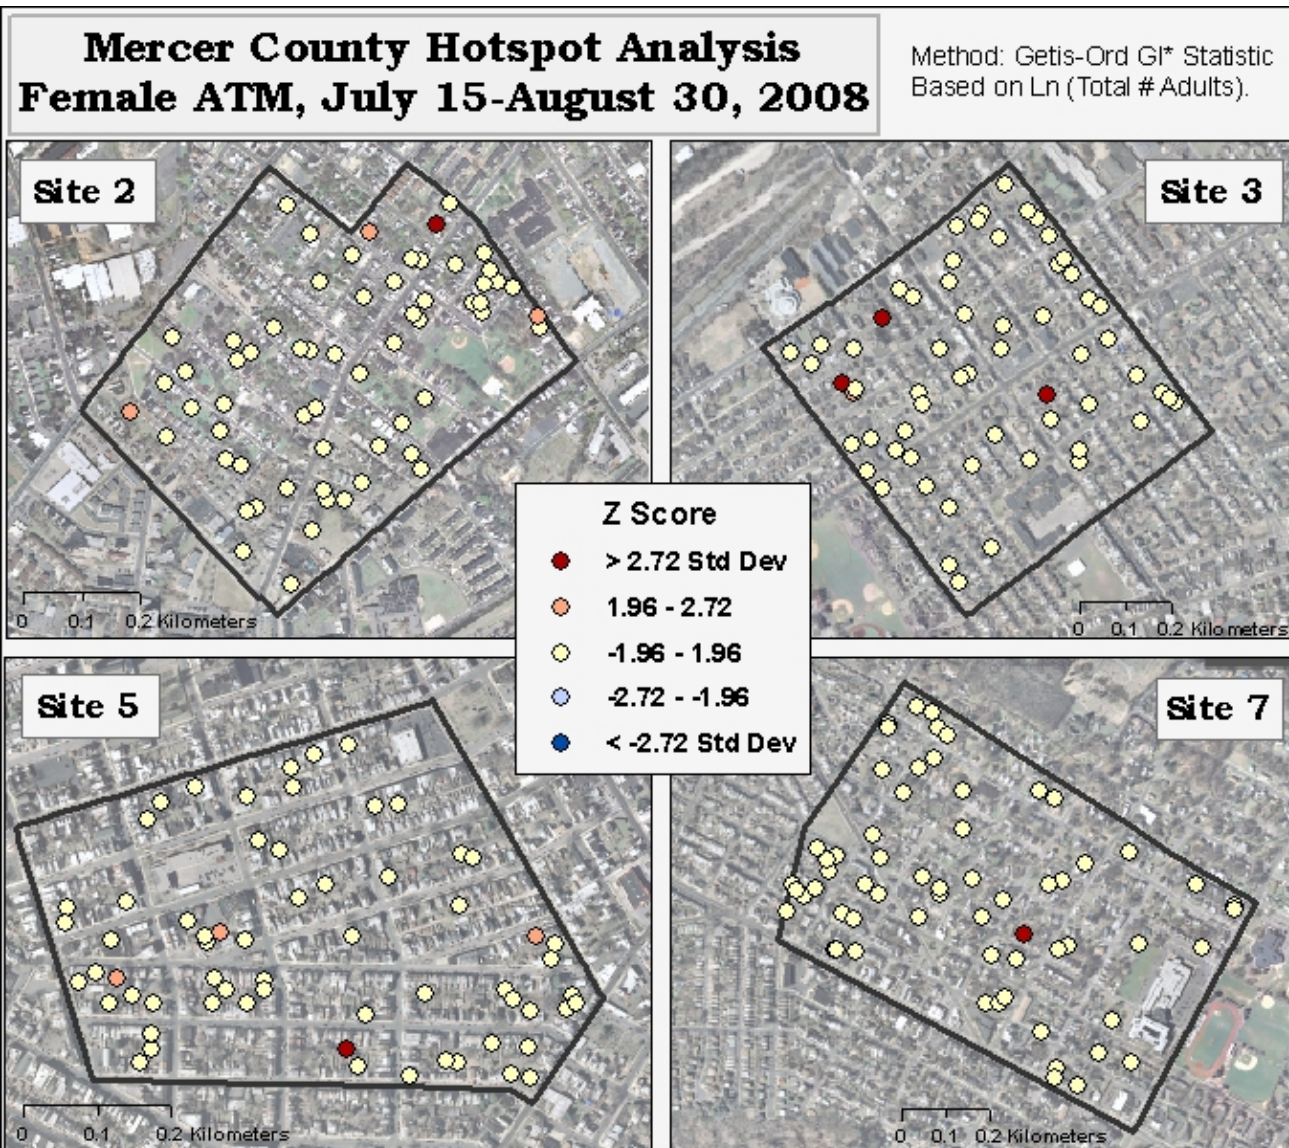 Mercer County Hotspot Analysis
Female ATM, July 15-August 30, 2008
Method: Getis-Ord GI* Statistic
Based on Ln (Total # Adults).
Site 2
0 0.1 0.2 Kilometers
Site 3
0 0.1 0.2 Kilometers
Z Score
> 2.72 Std Dev
1.96 - 2.72
-1.96 - 1.96
-2.72 - -1.96
< -2.72 Std Dev
Site 5
0 0.1 0.2 Kilometers
Site 7
0 0.1 0.2 Kilometers